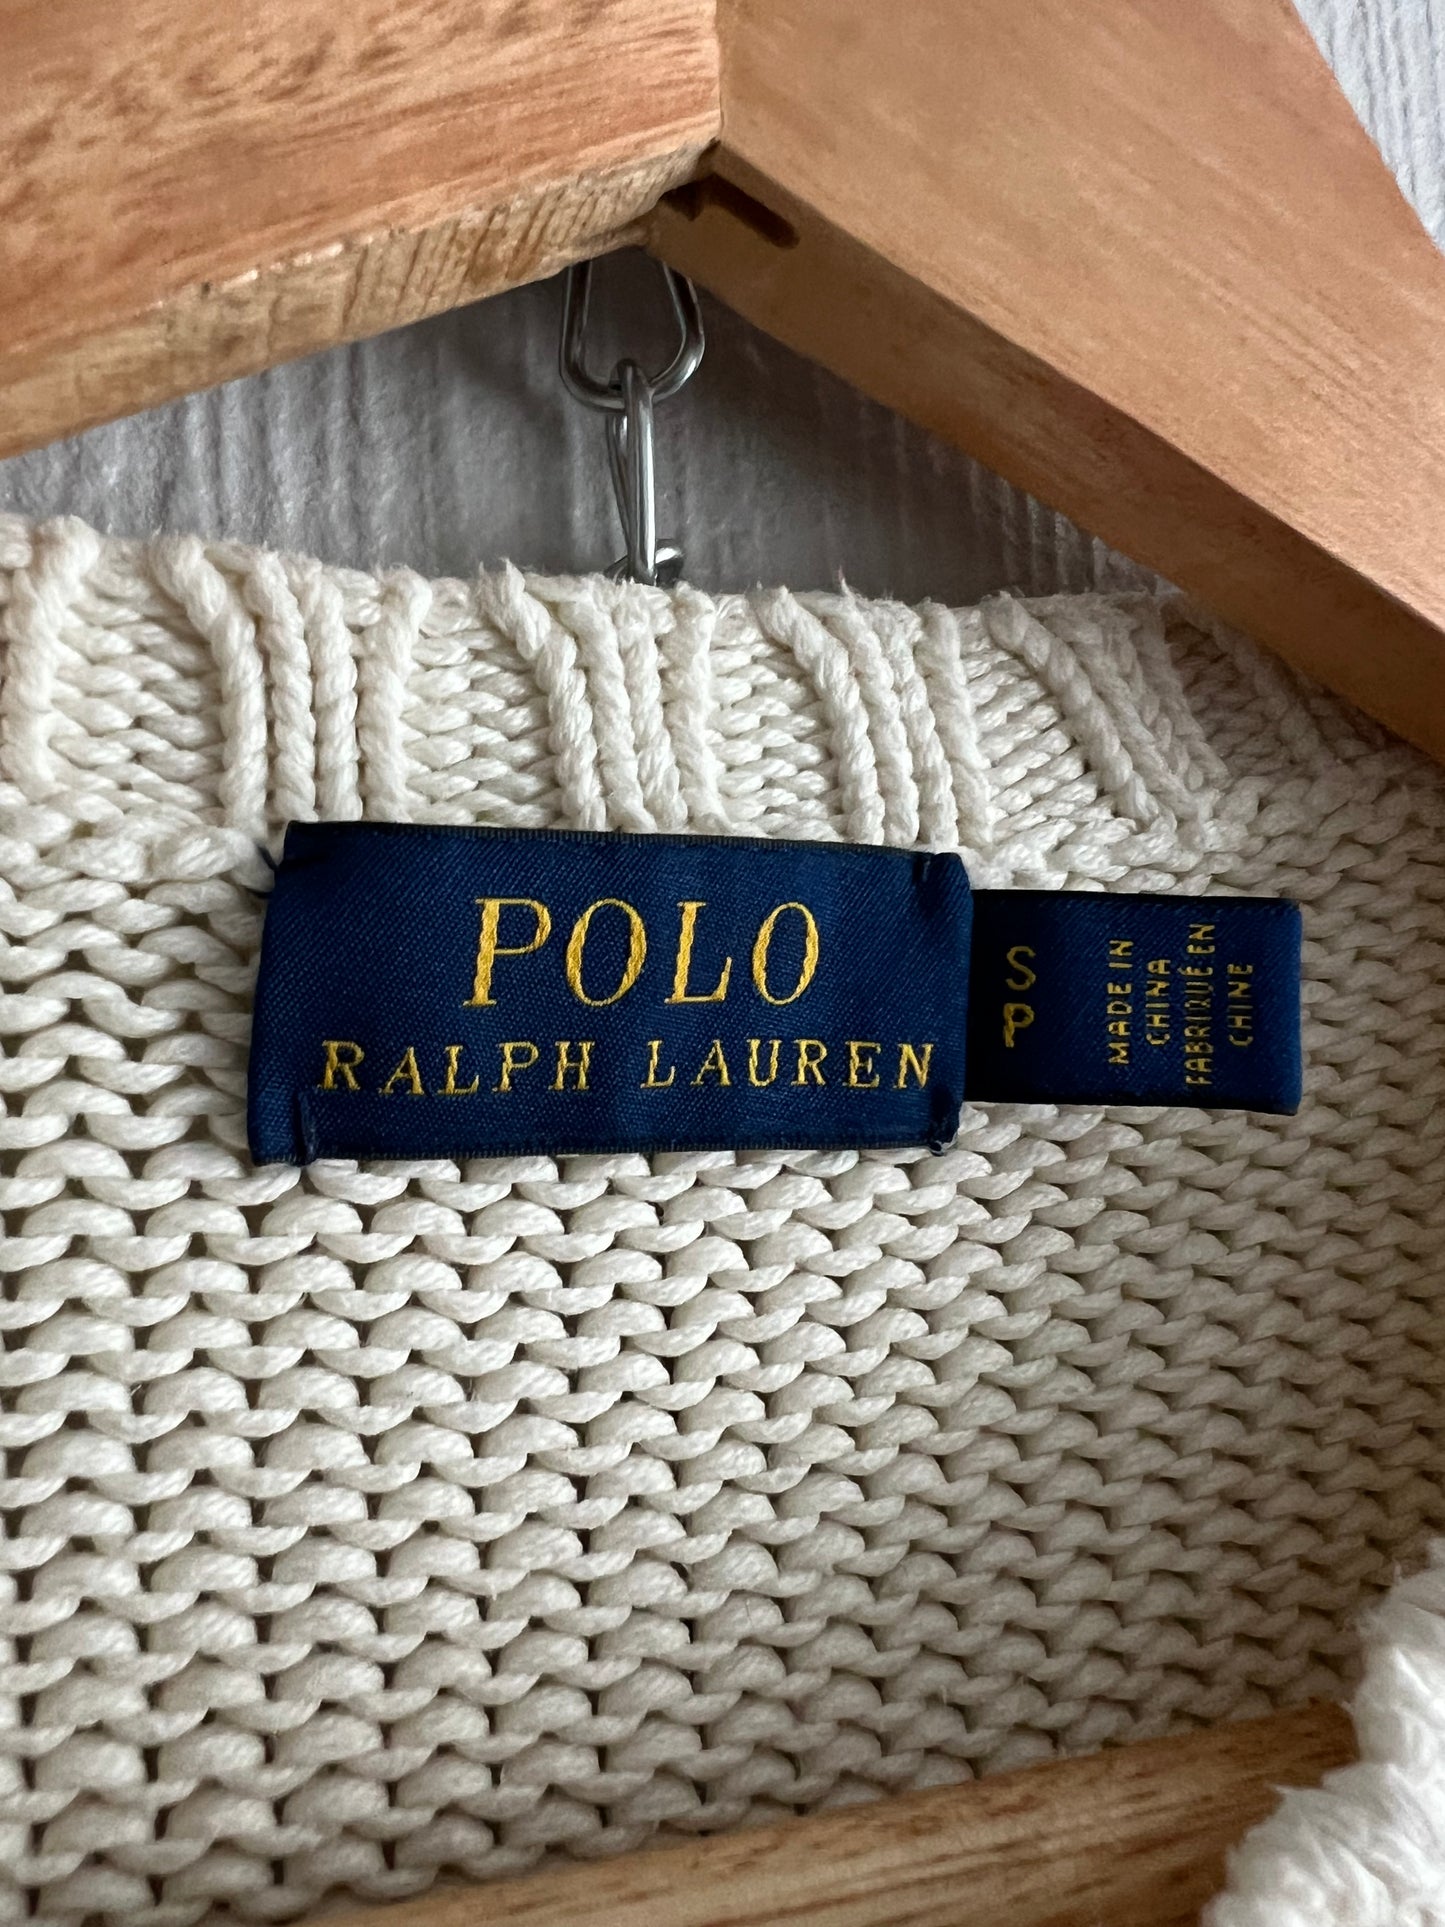 POLO
RALPH LAUREN
S
P
MADE IN
CHINA
FABRIQUÉ EN
CHINE